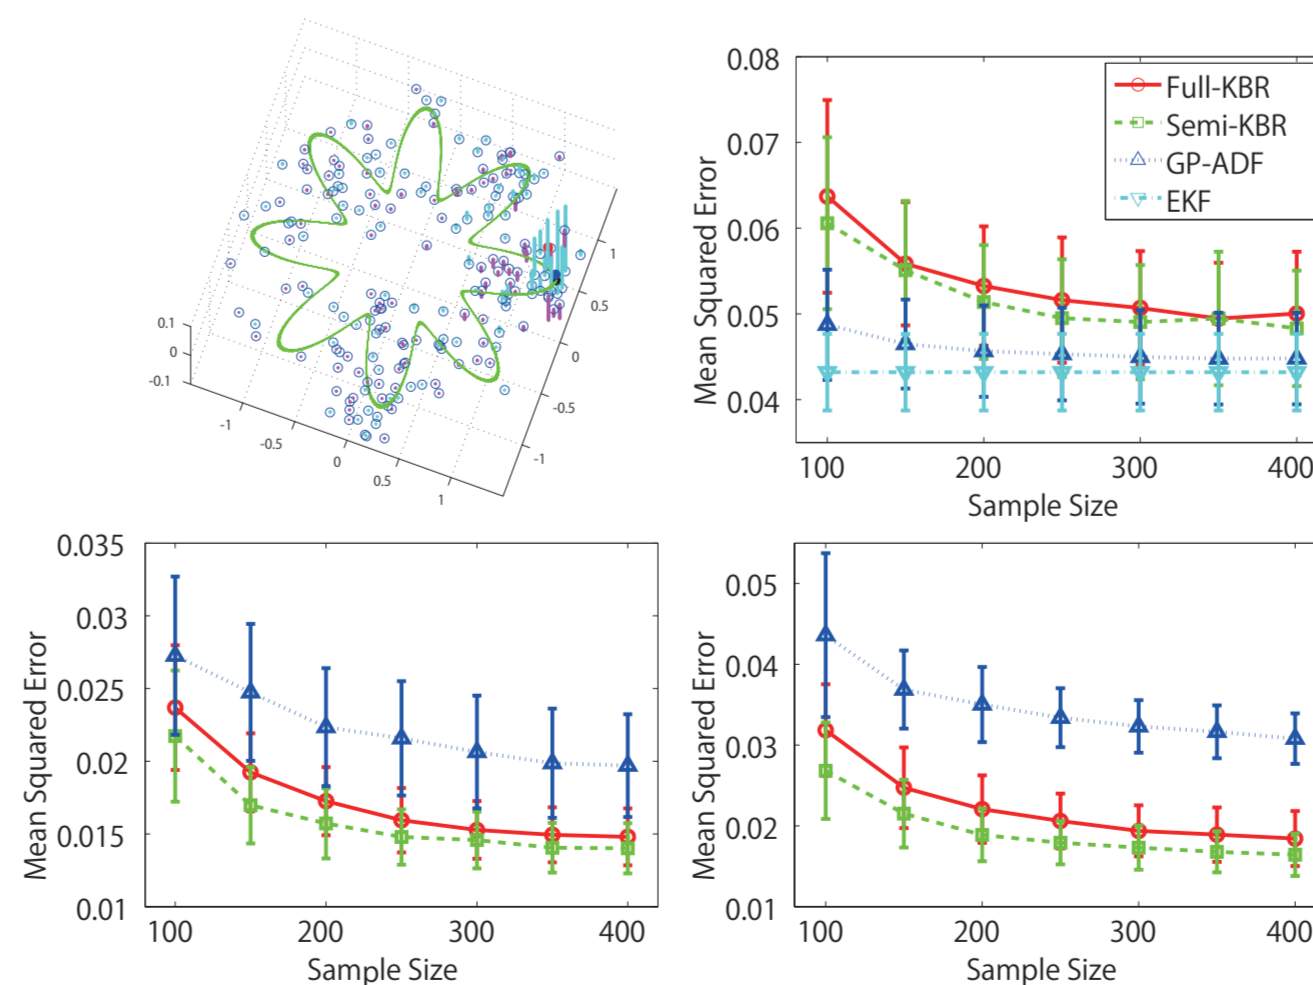 0.1
0
-0.1
-1
-0.5
0
0.5
1
1
0.5
0
-0.5
-1
0.08
0.07
0.06
0.05
0.04
Mean Squared Error
100 200 300 400
Sample Size
Full-KBR
Semi-KBR
GP-ADF
EKF
0.035
0.03
0.025
0.02
0.015
0.01
Mean Squared Error
100 200 300 400
Sample Size
0.05
0.04
0.03
0.02
0.01
Mean Squared Error
100 200 300 400
Sample Size